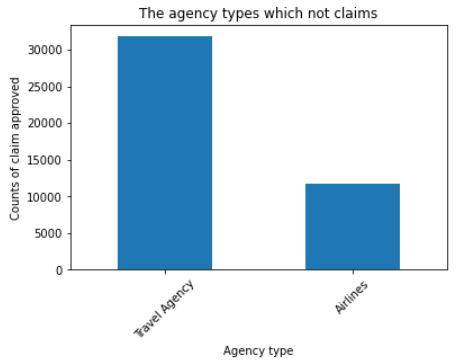 The agency types which not claims
Counts of claim approved
30000
25000
20000
15000
10000
5000
0
Travel Agency
Airlines
Agency type